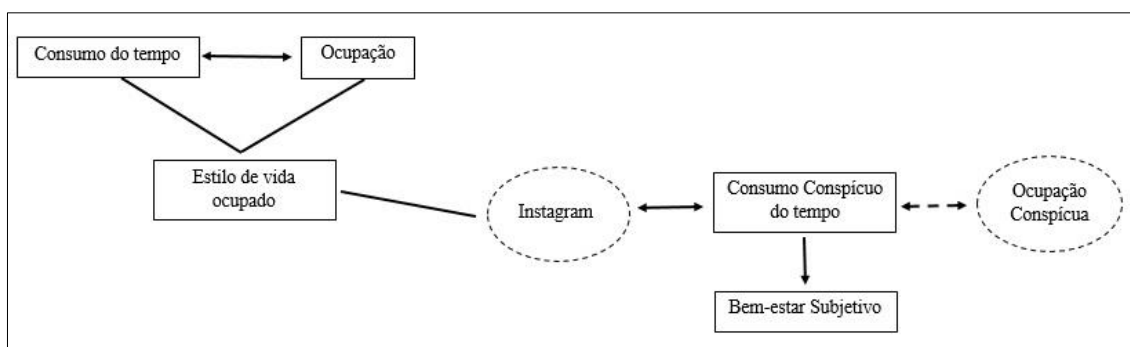 Consumo do tempo
Ocupação
Estilo de vida
ocupado
Instagram
Consumo Conspícuo
do tempo
Ocupação
Conspícua
Bem-estar Subjetivo